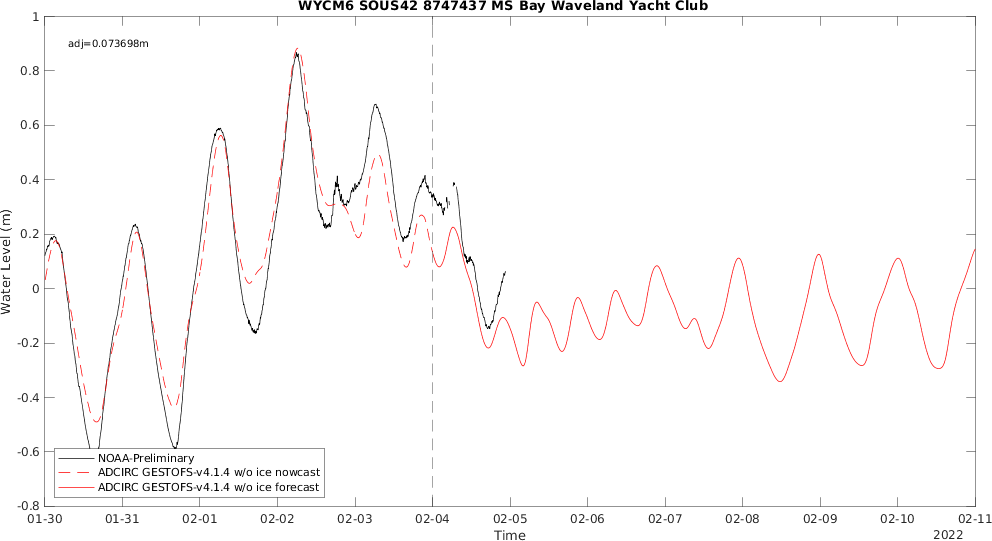 WYCM6 SOUS42 8747437 MS Bay Waveland Yacht Club
adj=0.073698m
1
0.8
0.6
0.4
0.2
0
-0.2
-0.4
-0.6
-0.8
Water Level (m)
NOAA-Preliminary
ADCIRC GESTOFS-v4.1.4 w/o ice nowcast
ADCIRC GESTOFS-v4.1.4 w/o ice forecast
01-30 01-31 02-01 02-02 02-03 02-04 02-05 02-06 02-07 02-08 02-09 02-10 02-11
Time
2022